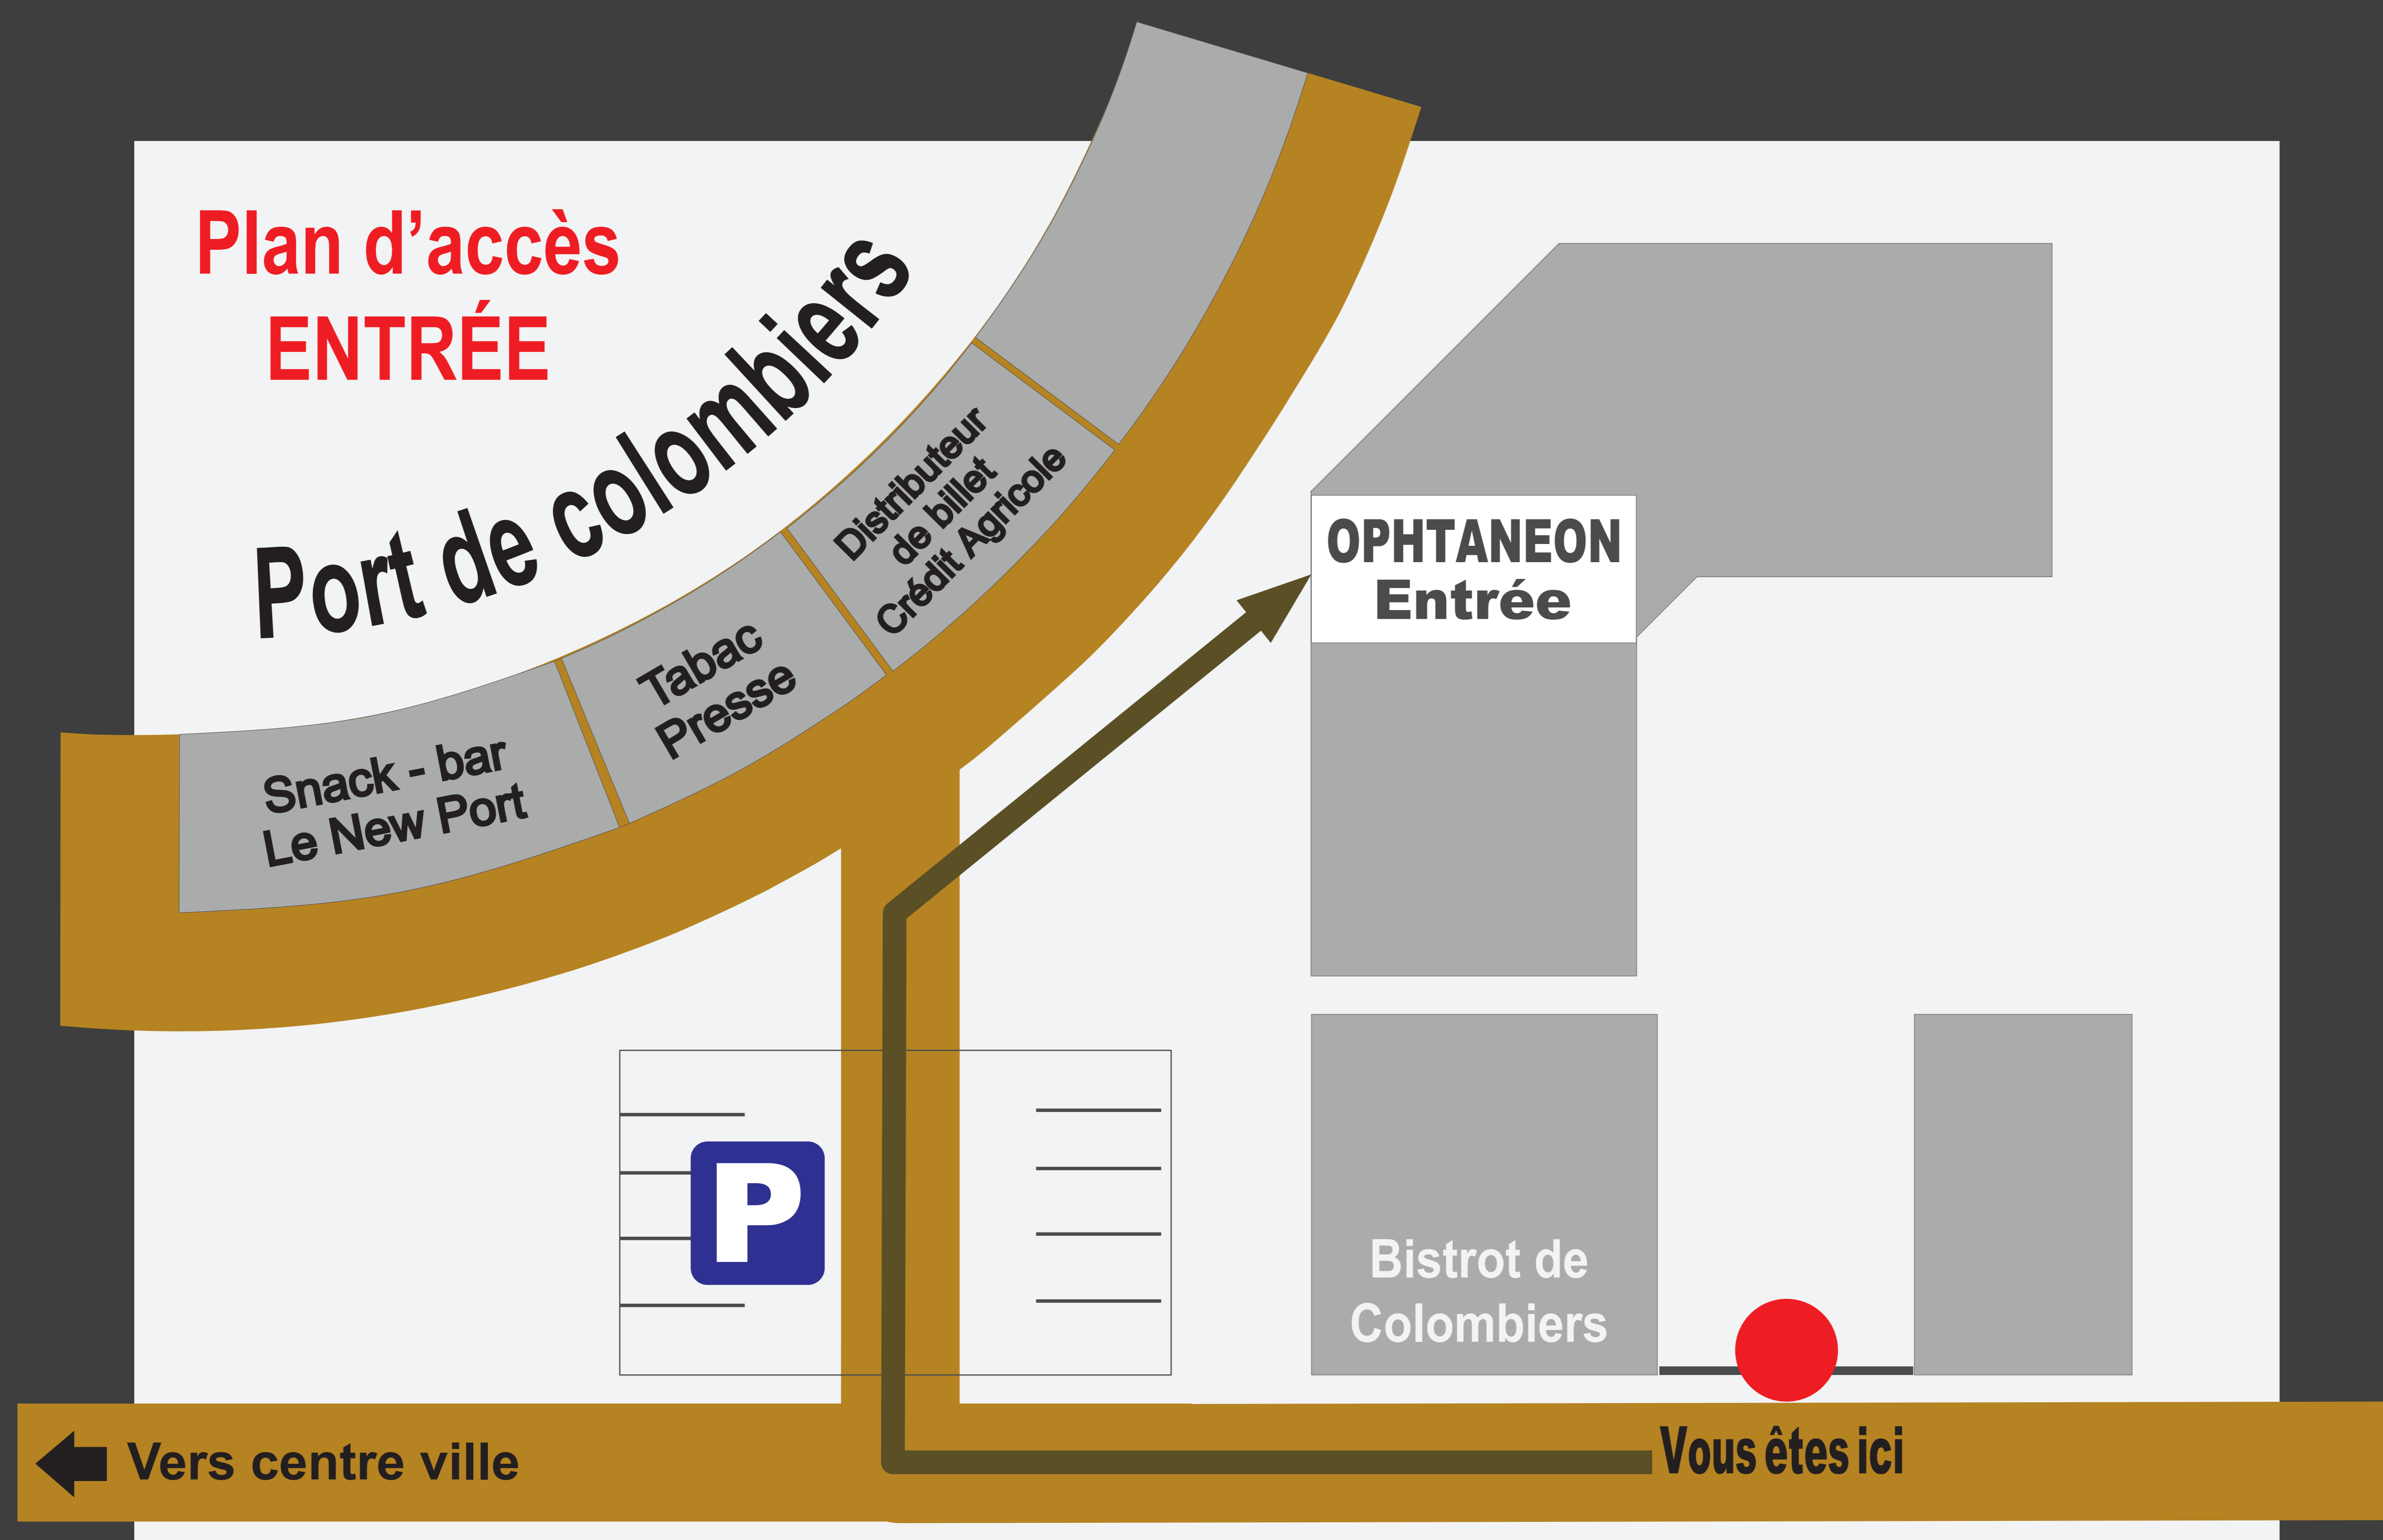 Plan d’accès
ENTRÉE
Port de colombiers
Distributeur
de billet
Crédit Agricole
Tabac
Presse
Snack - bar
Le New Port
OPHTANEON
Entrée
P
Bistrot de
Colombiers
Vers centre ville
Vous êtes ici